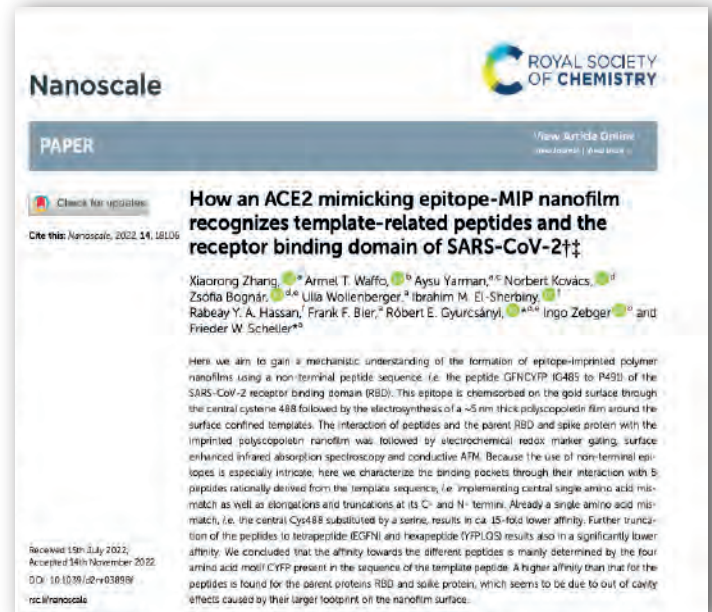 Nanoscale
ROYAL SOCIETY
OF CHEMISTRY
PAPER
View Article Online
Check for updates
Cite this: Nanoscale, 2022, 14, 18106
How an ACE2 mimicking epitope-MIP nanofilm
recognizes template-related peptides and the
receptor binding domain of SARS-CoV-2†‡
Xiaorong Zhang, a Armel T. Waffo, b Aysu Yarman,a,c Norbert Kovács, d
Zsófia Bognár, d,e Ulla Wollenberger,a Ibrahim M. El-Sherbiny, f
Rabeay Y. A. Hassan,f Frank F. Bier,a Róbert E. Gyurcsányi, *d,e Ingo Zebger b and
Frieder W. Scheller*a
Here we aim to gain a mechanistic understanding of the formation of epitope-imprinted polymer
nanofilms using a non-terminal peptide sequence, i.e. the peptide GFNCYFP (G485 to P491) of the
SARS-CoV-2 receptor binding domain (RBD). This epitope is chemisorbed on the gold surface through
the central cysteine 488 followed by the electrosynthesis of a ~5 nm thick polyscopoletin film around the
surface confined templates. The interaction of peptides and the parent RBD and spike protein with the
imprinted polyscopoletin nanofilm was followed by electrochemical redox marker gating, surface
enhanced infrared absorption spectroscopy and conductive AFM. Because the use of non-terminal epi-
topes is especially intricate, here we characterize the binding pockets through their interaction with 5
peptides rationally derived from the template sequence, i.e. implementing central single amino acid mis-
match as well as elongations and truncations at its C- and N- termini. Already a single amino acid mis-
match, i.e. the central Cys488 substituted by a serine, results in ca. 15-fold lower affinity. Further trunca-
tion of the peptides to tetrapeptide (EGFN) and hexapeptide (YFPLQS) results also in a significantly lower
affinity. We concluded that the affinity towards the different peptides is mainly determined by the four
amino acid motif CYFP present in the sequence of the template peptide. A higher affinity than that for the
peptides is found for the parent proteins RBD and spike protein, which seems to be due to out of cavity
effects caused by their larger footprint on the nanofilm surface.
Received 15th July 2022,
Accepted 14th November 2022
DOI: 10.1039/d2nr03898f
rsc.li/nanoscale